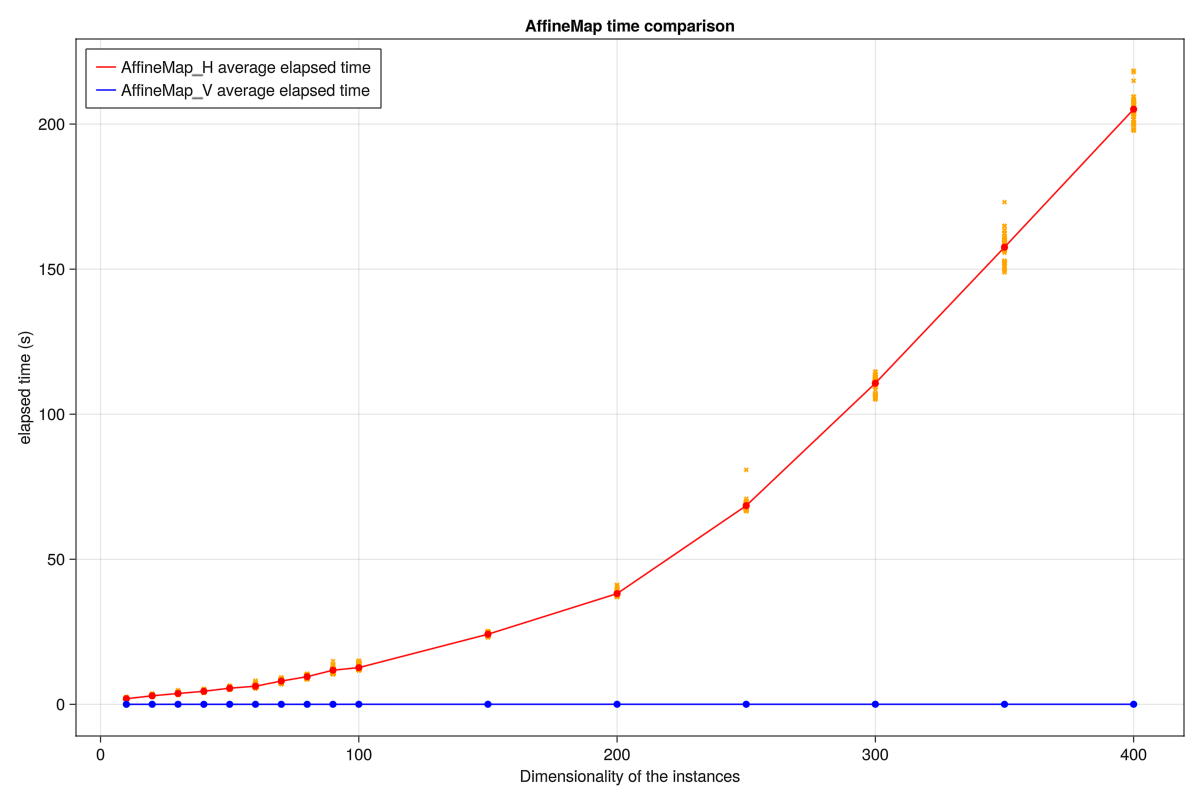 AffineMap time comparison
AffineMap_H average elapsed time
AffineMap_V average elapsed time
200
150
100
50
0
elapsed time (s)
0 100 200 300 400
Dimensionality of the instances